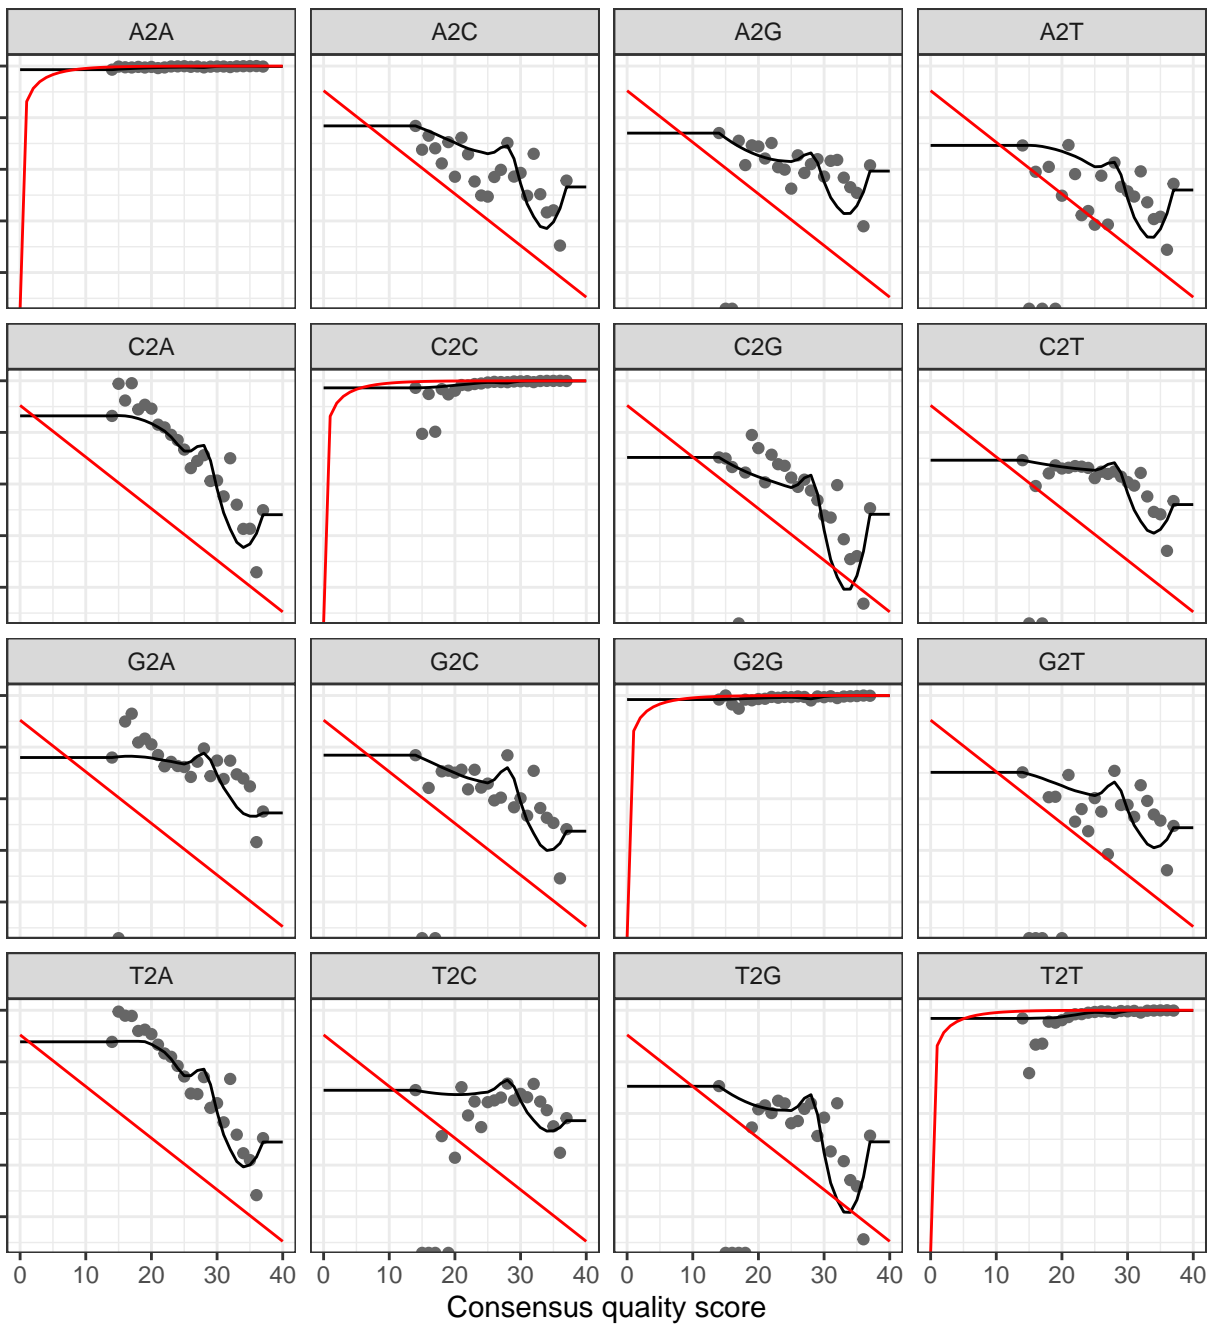 A2A A2C A2G A2T
C2A C2C C2G C2T
G2A G2C G2G G2T
T2A T2C T2G T2T
0 10 20 30 40 0 10 20 30 40 0 10 20 30 40 0 10 20 30 40
Consensus quality score